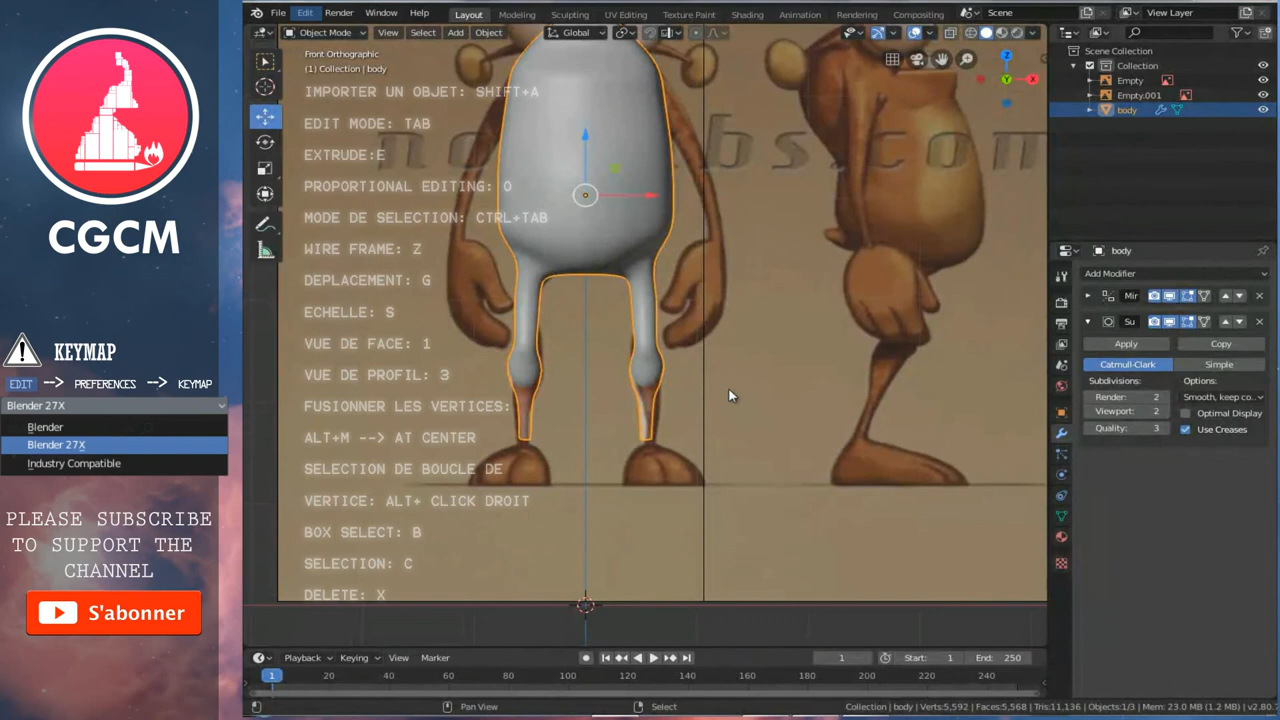 CGCM
KEYMAP
EDIT --> PREFERENCES --> KEYMAP
Blender 27X
Blender
Blender 27X
Industry Compatible
PLEASE SUBSCRIBE
TO SUPPORT THE
CHANNEL
S'abonner
File Edit Render Window Help
Layout Modeling Sculpting UV Editing Texture Paint Shading Animation Rendering Compositing
Scene
View Layer
Object Mode View Select Add Object
Global
Front Orthographic
(1) Collection | body
IMPORTER UN OBJET: SHIFT+A
EDIT MODE: TAB
EXTRUDE:E
PROPORTIONAL EDITING: O
MODE DE SELECTION: CTRL+TAB
WIRE FRAME: Z
DEPLACEMENT: G
ECHELLE: S
VUE DE FACE: 1
VUE DE PROFIL: 3
FUSIONNER LES VERTICES:
ALT+M --> AT CENTER
SELECTION DE BOUCLE DE
VERTICE: ALT+ CLICK DROIT
BOX SELECT: B
SELECTION: C
DELETE: X
bs.com
Z
X
Y
Scene Collection
Collection
Empty
Empty.001
body
body
Add Modifier
Mir
Su
Apply Copy
Catmull-Clark Simple
Subdivisions: Options:
Render: 2 Smooth, keep co..
Viewport: 2 Optimal Display
Quality: 3 Use Creases
Playback Keying View Marker
1 Start: 1 End: 250
1 20 40 60 80 100 120 140 160 180 200 220 240
Pan View
Select
Collection | body | Verts:5,592 | Faces:5,568 | Tris:11,136 | Objects:1/3 | Mem: 23.0 MB (1.2 MB) | v2.80.